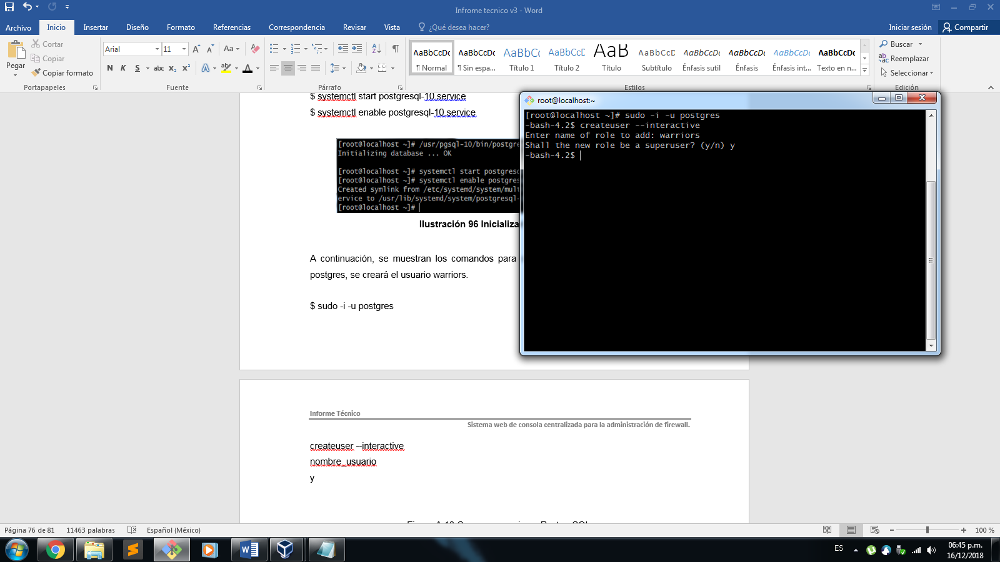 Infrome tecnico v3 - Word
Archivo Inicio Insertar Diseño Formato Referencias Correspondencia Revisar Vista ¿Qué desea hacer? Iniciar sesión Compartir
Pegar
Cortar
Copiar
Copiar formato
Portapapeles
Arial 11
N K S abc x₂ x²
Fuente
Párrafo
AaBbCcDc AaBbCcDc AaBbC AaBbCcD AaB AaBbCcD AaBbCcDc AaBbCcDc AaBbCcDc AaBbCcDc
¶ Normal ¶ Sin espa... Título 1 Título 2 Título Subtítulo Énfasis sutil Énfasis Énfasis int... Texto en n...
Estilos
Buscar
Reemplazar
Seleccionar
Edición
$ systemctl start postgresql-10.service
$ systemctl enable postgresql-10.service
[root@localhost ~]# /usr/pgsql-10/bin/postgre
Initializing database ... OK
[root@localhost ~]# systemctl start postgres
[root@localhost ~]# systemctl enable postgres
Created symlink from /etc/systemd/system/mul
ervice to /usr/lib/systemd/system/postgresql-
[root@localhost ~]#
Ilustración 96 Inicializa
A continuación, se muestran los comandos para
postgres, se creará el usuario warriors.
$ sudo -i -u postgres
root@localhost:~
[root@localhost ~]# sudo -i -u postgres
-bash-4.2$ createuser --interactive
Enter name of role to add: warriors
Shall the new role be a superuser? (y/n) y
-bash-4.2$
Informe Técnico
Sistema web de consola centralizada para la administración de firewall.
createuser --interactive
nombre_usuario
y
Página 76 de 81 11463 palabras Español (México) 100 %
ES
06:45 p.m.
16/12/2018